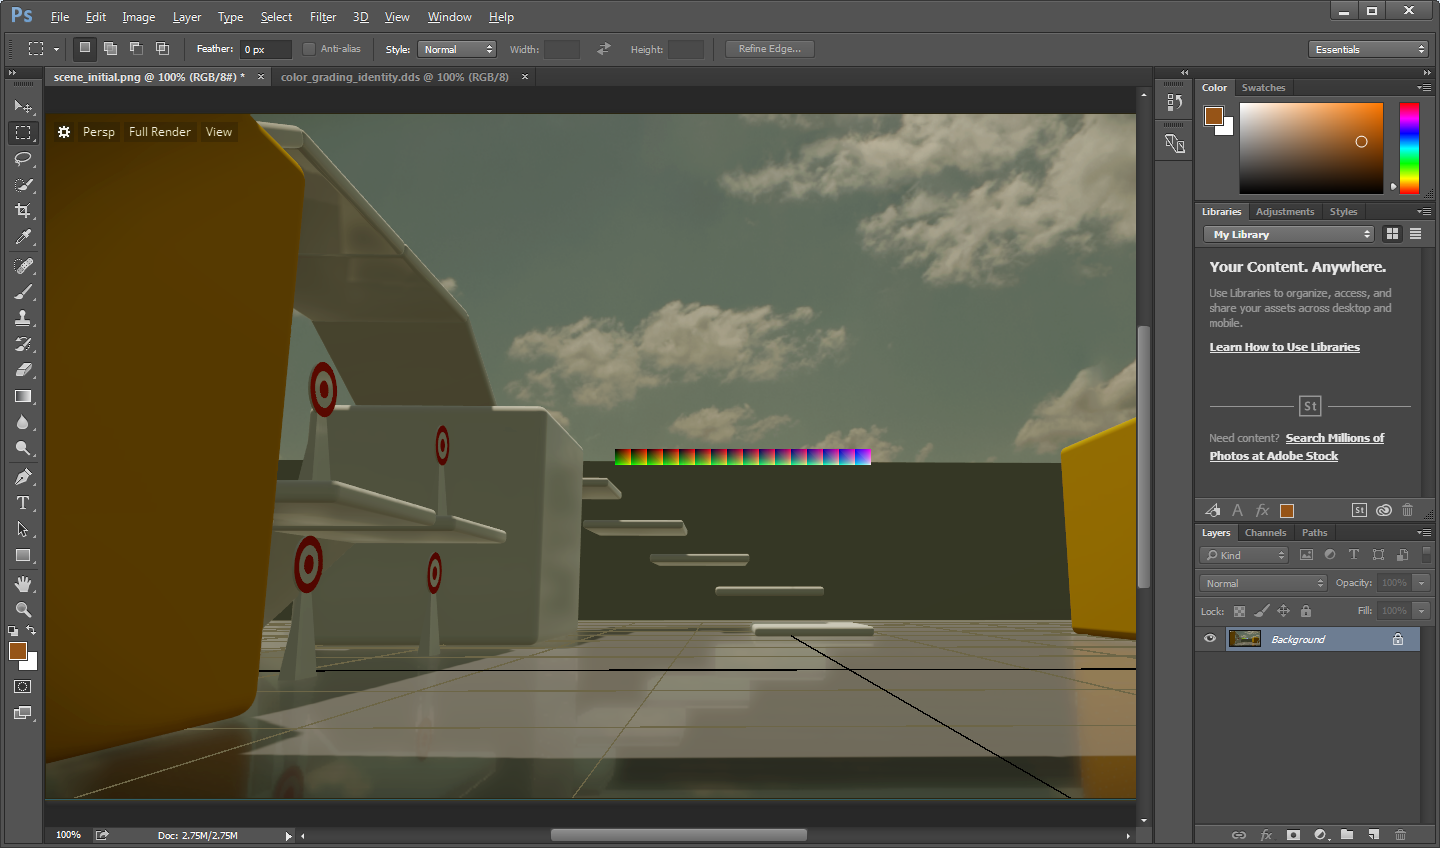 Ps File Edit Image Layer Type Select Filter 3D View Window Help
Feather: 0 px Anti-alias Style: Normal Width: Height: Refine Edge... Essentials
scene_initial.png @ 100% (RGB/8#) * × color_grading_identity.dds @ 100% (RGB/8) ×
Persp Full Render View
Color Swatches
Libraries Adjustments Styles
My Library
Your Content. Anywhere.
Use Libraries to organize, access, and
share your assets across desktop and
mobile.
Learn How to Use Libraries
St
Need content? Search Millions of
Photos at Adobe Stock
A fx St
Layers Channels Paths
Kind T
Normal Opacity: 100%
Lock: Fill: 100%
Background
fx
T
100% Doc: 2.75M/2.75M